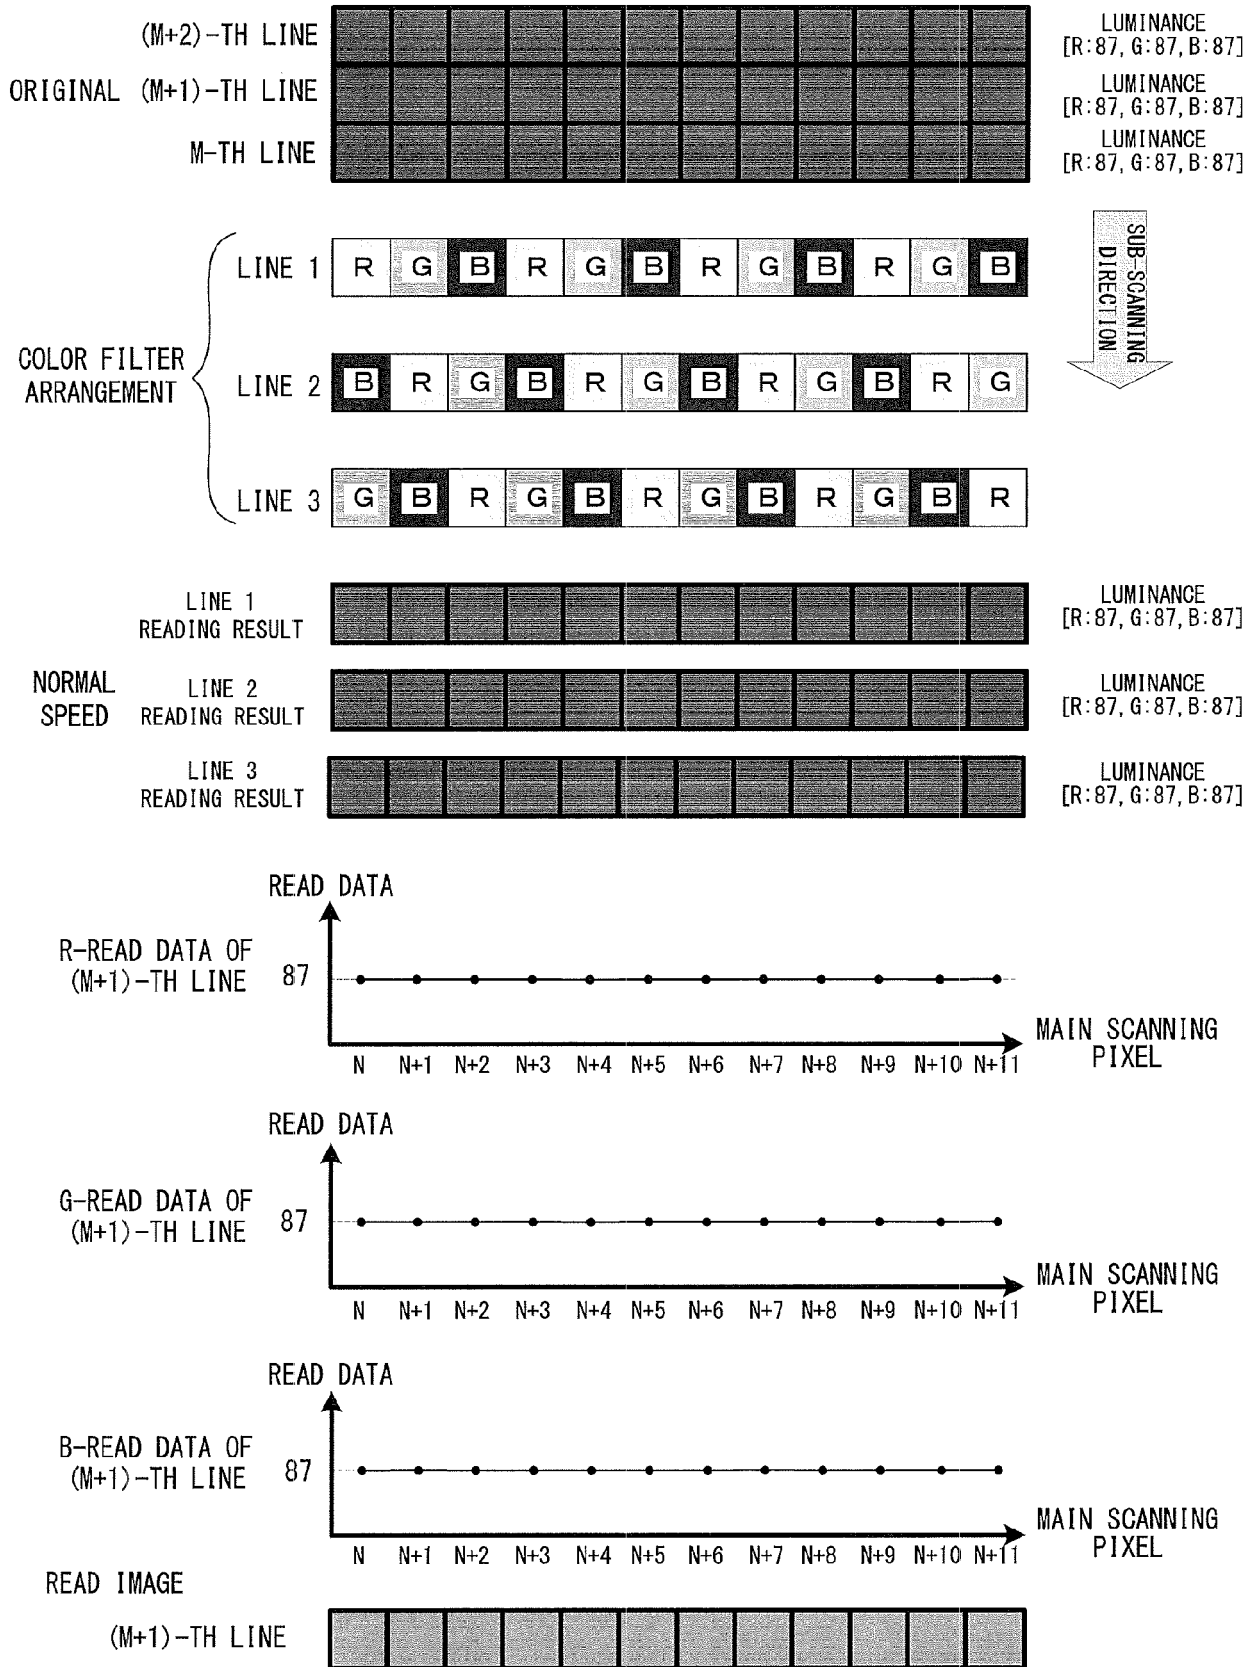 (M+2)-TH LINE
LUMINANCE
[R:87, G:87, B:87]
ORIGINAL (M+1)-TH LINE
LUMINANCE
[R:87, G:87, B:87]
M-TH LINE
LUMINANCE
[R:87, G:87, B:87]
SUB-SCANNING
DIRECTION
COLOR FILTER
ARRANGEMENT
LINE 1 R G B R G B R G B R G B
LINE 2 B R G B R G B R G B R G
LINE 3 G B R G B R G B R G B R
NORMAL
SPEED
LINE 1
READING RESULT
LUMINANCE
[R:87, G:87, B:87]
LINE 2
READING RESULT
LUMINANCE
[R:87, G:87, B:87]
LINE 3
READING RESULT
LUMINANCE
[R:87, G:87, B:87]
READ DATA
R-READ DATA OF
(M+1)-TH LINE
87
MAIN SCANNING
PIXEL
N N+1 N+2 N+3 N+4 N+5 N+6 N+7 N+8 N+9 N+10 N+11
READ DATA
G-READ DATA OF
(M+1)-TH LINE
87
MAIN SCANNING
PIXEL
N N+1 N+2 N+3 N+4 N+5 N+6 N+7 N+8 N+9 N+10 N+11
READ DATA
B-READ DATA OF
(M+1)-TH LINE
87
MAIN SCANNING
PIXEL
N N+1 N+2 N+3 N+4 N+5 N+6 N+7 N+8 N+9 N+10 N+11
READ IMAGE
(M+1)-TH LINE